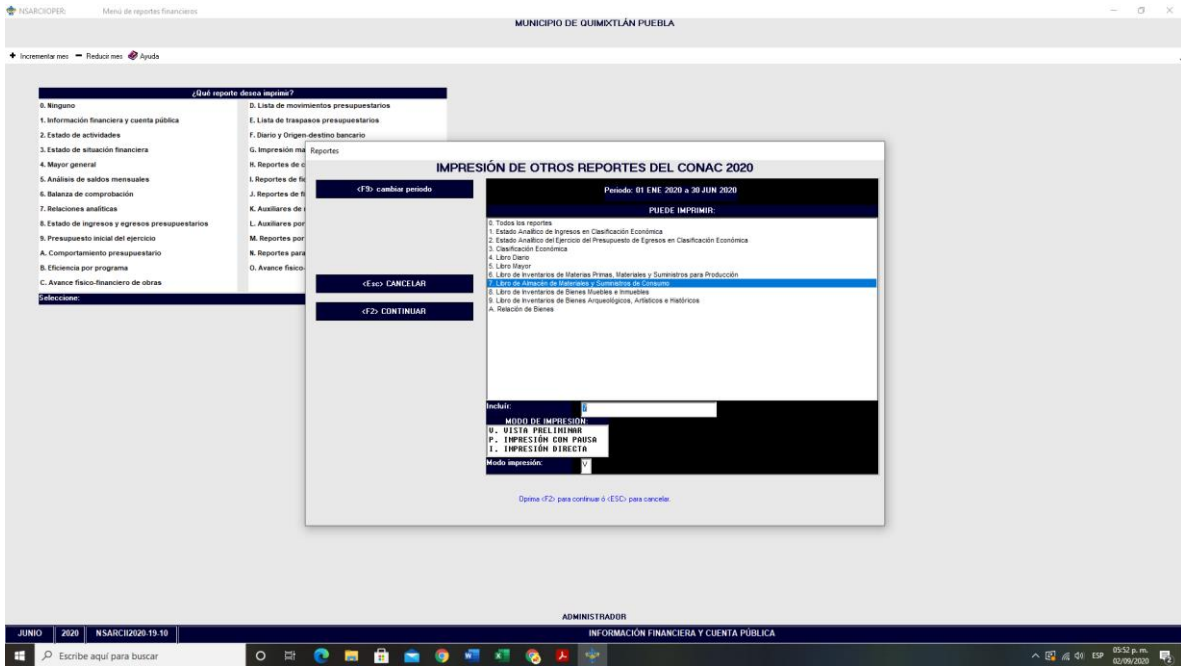 NSARCIIOPER: Menú de reportes financieros
MUNICIPIO DE QUIMIXTLÁN PUEBLA
Incrementar mes Reducir mes Ayuda
¿Qué reporte desea imprimir?
0. Ninguno
1. Información financiera y cuenta pública
2. Estado de actividades
3. Estado de situación financiera
4. Mayor general
5. Análisis de saldos mensuales
6. Balanza de comprobación
7. Relaciones analíticas
8. Estado de ingresos y egresos presupuestarios
9. Presupuesto inicial del ejercicio
A. Comportamiento presupuestario
B. Eficiencia por programa
C. Avance físico-financiero de obras
D. Lista de movimientos presupuestarios
E. Lista de traspasos presupuestarios
F. Diario y Origen-destino bancario
G. Impresión ma
H. Reportes de c
I. Reportes de fi
J. Reportes de fi
K. Auxiliares de
L. Auxiliares por
M. Reportes por
N. Reportes para
O. Avance físico-
Seleccione:
Reportes
IMPRESIÓN DE OTROS REPORTES DEL CONAC 2020
<F9> cambiar periodo
<Esc> CANCELAR
<F2> CONTINUAR
Periodo: 01 ENE 2020 a 30 JUN 2020
PUEDE IMPRIMIR:
0. Todos los reportes
1. Estado Analítico de Ingresos en Clasificación Económica
2. Estado Analítico del Ejercicio del Presupuesto de Egresos en Clasificación Económica
3. Clasificación Económica
4. Libro Diario
5. Libro Mayor
6. Libro de Inventarios de Materias Primas, Materiales y Suministros para Producción
7. Libro de Almacén de Materiales y Suministros de Consumo
8. Libro de Inventarios de Bienes Muebles e Inmuebles
9. Libro de Inventarios de Bienes Arqueológicos, Artísticos e Históricos
A. Relación de Bienes
Incluir: 7
MODO DE IMPRESIÓN:
V. VISTA PRELIMINAR
P. IMPRESIÓN CON PAUSA
I. IMPRESIÓN DIRECTA
Modo impresión: V
Oprima <F2> para continuar ó <ESC> para cancelar.
ADMINISTRADOR
JUNIO 2020 NSARCII2020-19-10 INFORMACIÓN FINANCIERA Y CUENTA PÚBLICA
Escribe aquí para buscar
ESP
05:52 p. m.
02/09/2020